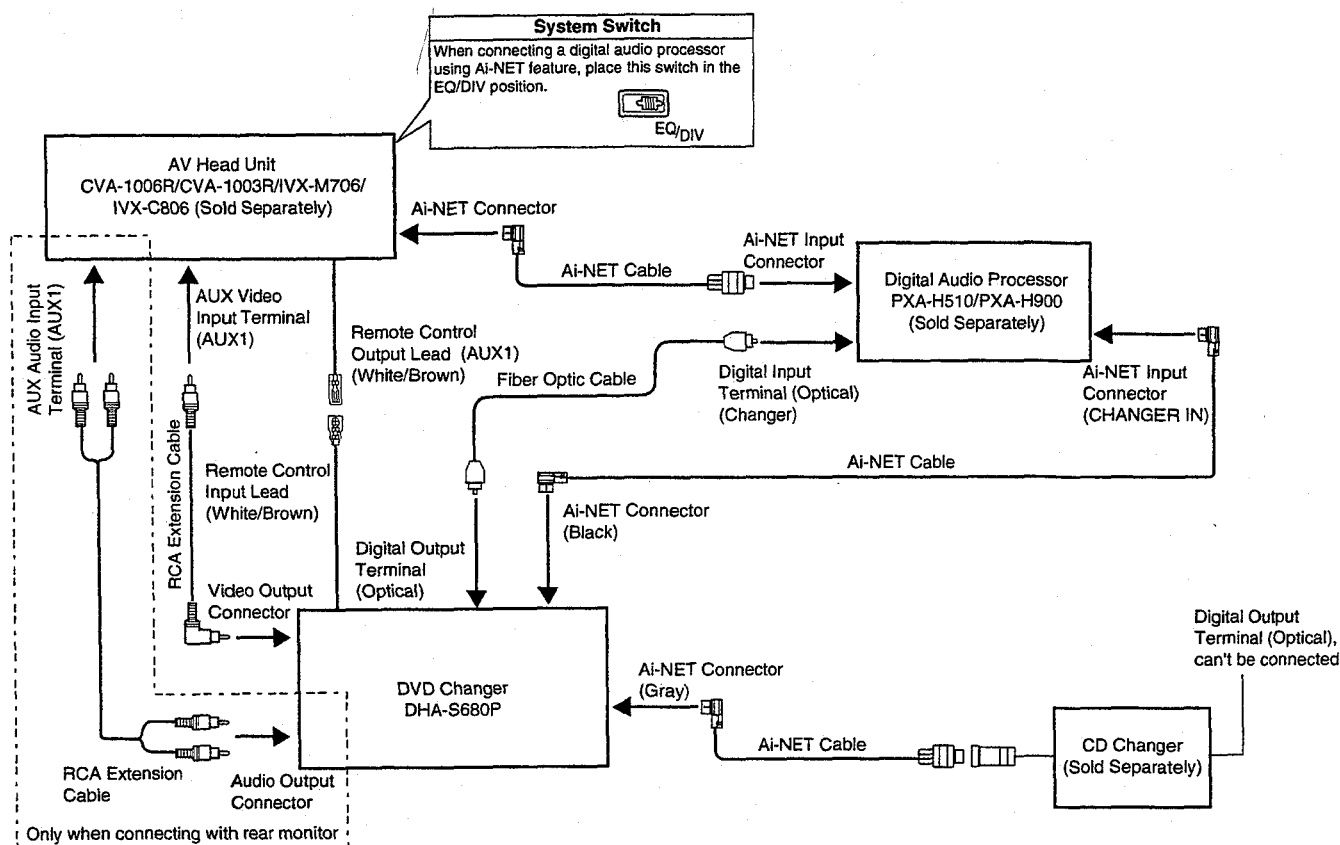 System Switch
When connecting a digital audio processor
using Ai-NET feature, place this switch in the
EQ/DIV position.
EQ/DIV
AV Head Unit
CVA-1006R/CVA-1003R/IVX-M706/
IVX-C806 (Sold Separately)
Ai-NET Connector
Ai-NET Cable
Ai-NET Input
Connector
Digital Audio Processor
PXA-H510/PXA-H900
(Sold Separately)
AUX Audio Input
Terminal (AUX1)
AUX Video
Input Terminal
(AUX1)
Remote Control
Output Lead (AUX1)
(White/Brown)
Fiber Optic Cable
Digital Input
Terminal (Optical)
(Changer)
Ai-NET Input
Connector
(CHANGER IN)
RCA Extension Cable
Remote Control
Input Lead
(White/Brown)
Ai-NET Cable
Ai-NET Connector
(Black)
Digital Output
Terminal
(Optical)
Video Output
Connector
DVD Changer
DHA-S680P
Ai-NET Connector
(Gray)
Ai-NET Cable
Digital Output
Terminal (Optical),
can't be connected
CD Changer
(Sold Separately)
RCA Extension
Cable
Audio Output
Connector
Only when connecting with rear monitor